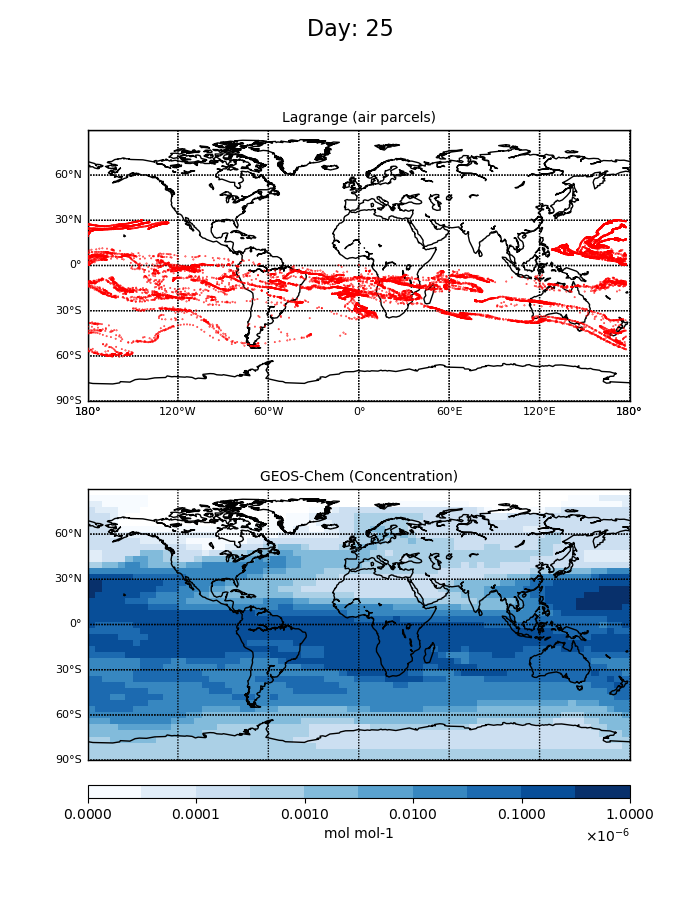 Day: 25
Lagrange (air parcels)
60°N
30°N
0°
30°S
60°S
90°S
180° 120°W 60°W 0° 60°E 120°E 180°
GEOS-Chem (Concentration)
60°N
30°N
0°
30°S
60°S
90°S
0.0000 0.0001 0.0010 0.0100 0.1000 1.0000
mol mol-1 ×10⁻⁶